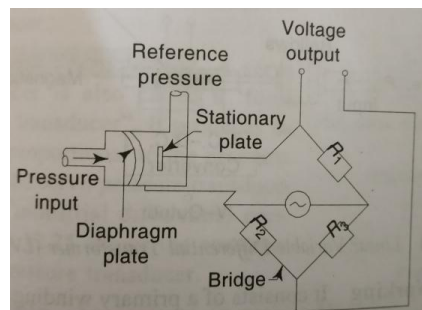 Voltage
output
Reference
pressure
Stationary
plate
Pressure
input
Diaphragm
plate
Bridge
R1
R2
R3